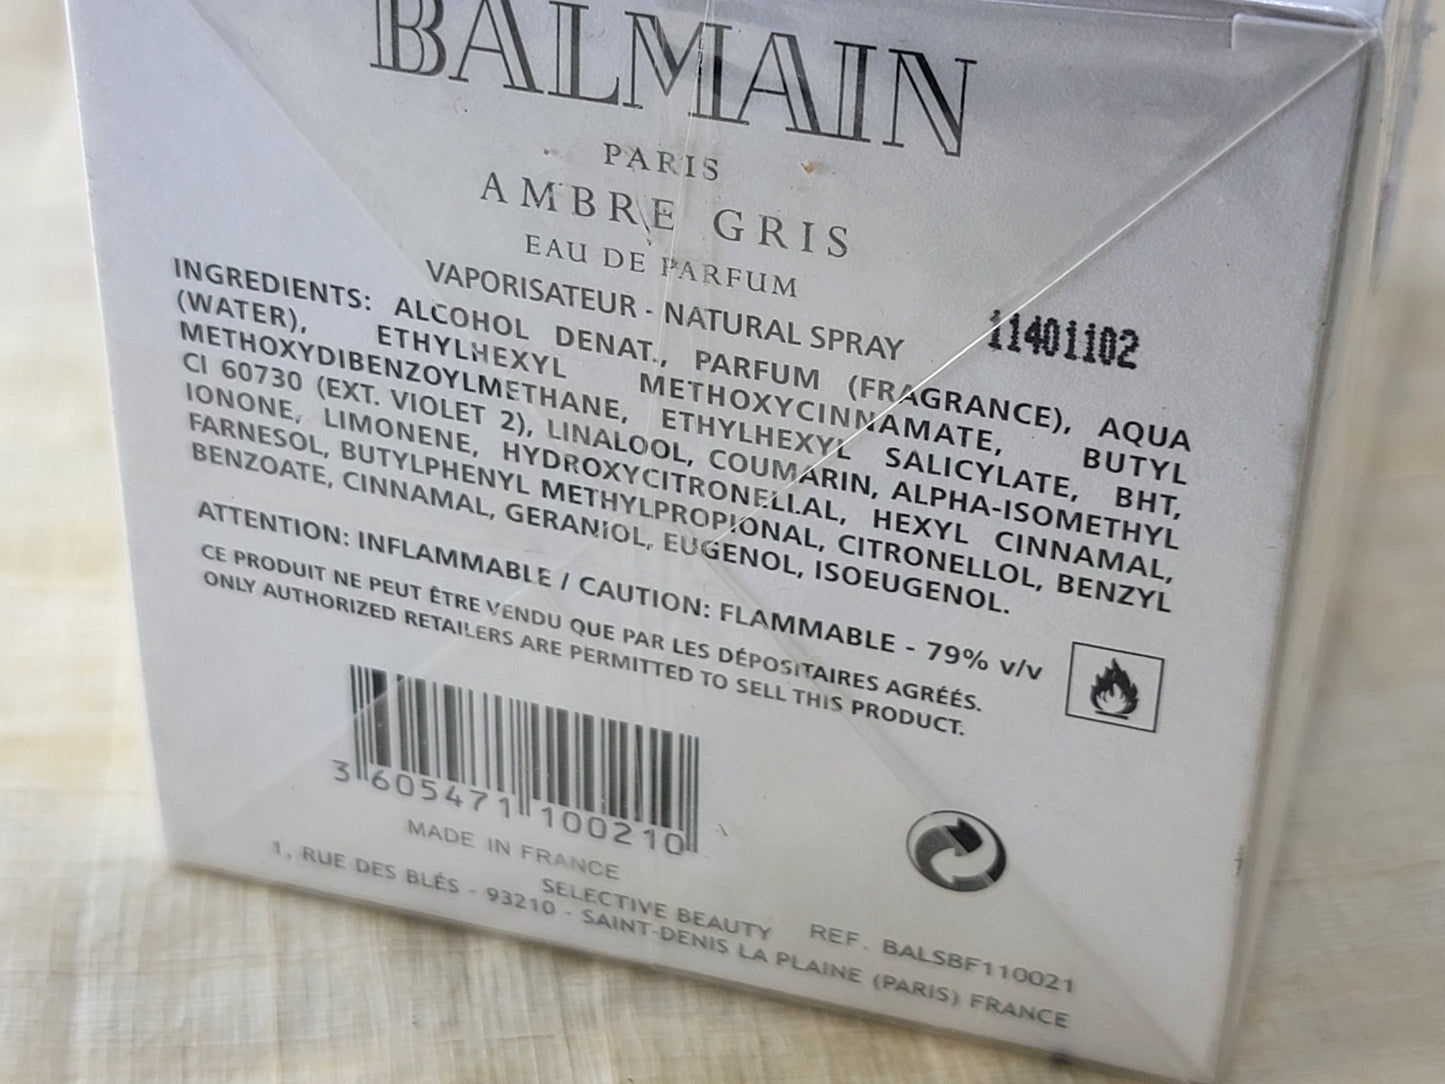 BALMAIN
PARIS
AMBRE GRIS
EAU DE PARFUM
VAPORISATEUR - NATURAL SPRAY
11401102
INGREDIENTS: ALCOHOL DENAT., PARFUM (FRAGRANCE), AQUA
(WATER), ETHYLHEXYL METHOXYCINNAMATE, BUTYL
METHOXYDIBENZOYLMETHANE, ETHYLHEXYL SALICYLATE, BHT,
CI 60730 (EXT. VIOLET 2), LINALOOL, COUMARIN, ALPHA-ISOMETHYL
IONONE, LIMONENE, HYDROXYCITRONELLAL, HEXYL CINNAMAL,
FARNESOL, BUTYLPHENYL METHYLPROPIONAL, CITRONELLOL, BENZYL
BENZOATE, CINNAMAL, GERANIOL, EUGENOL, ISOEUGENOL.
ATTENTION: INFLAMMABLE / CAUTION: FLAMMABLE - 79% v/v
CE PRODUIT NE PEUT ÊTRE VENDU QUE PAR LES DÉPOSITAIRES AGRÉÉS.
ONLY AUTHORIZED RETAILERS ARE PERMITTED TO SELL THIS PRODUCT.
3 605471 100210
MADE IN FRANCE
SELECTIVE BEAUTY REF. BALSBF110021
1, RUE DES BLÉS - 93210 - SAINT-DENIS LA PLAINE (PARIS) FRANCE